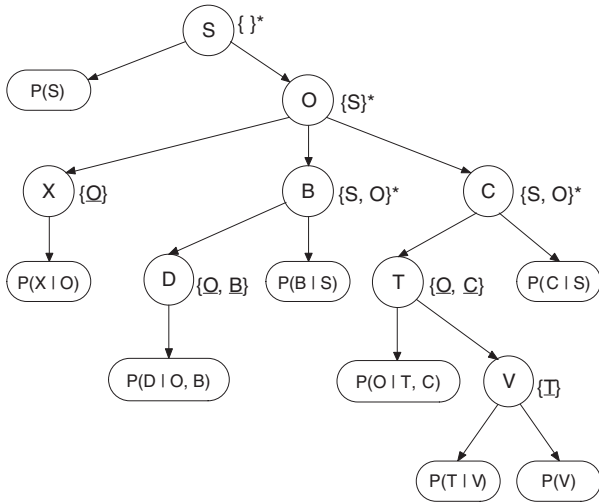 S { }*
P(S)
O {S}*
X {O} B {S, O}* C {S, O}*
P(X | O) D {O, B} P(B | S) T {O, C} P(C | S)
P(D | O, B) P(O | T, C) V {T}
P(T | V) P(V)